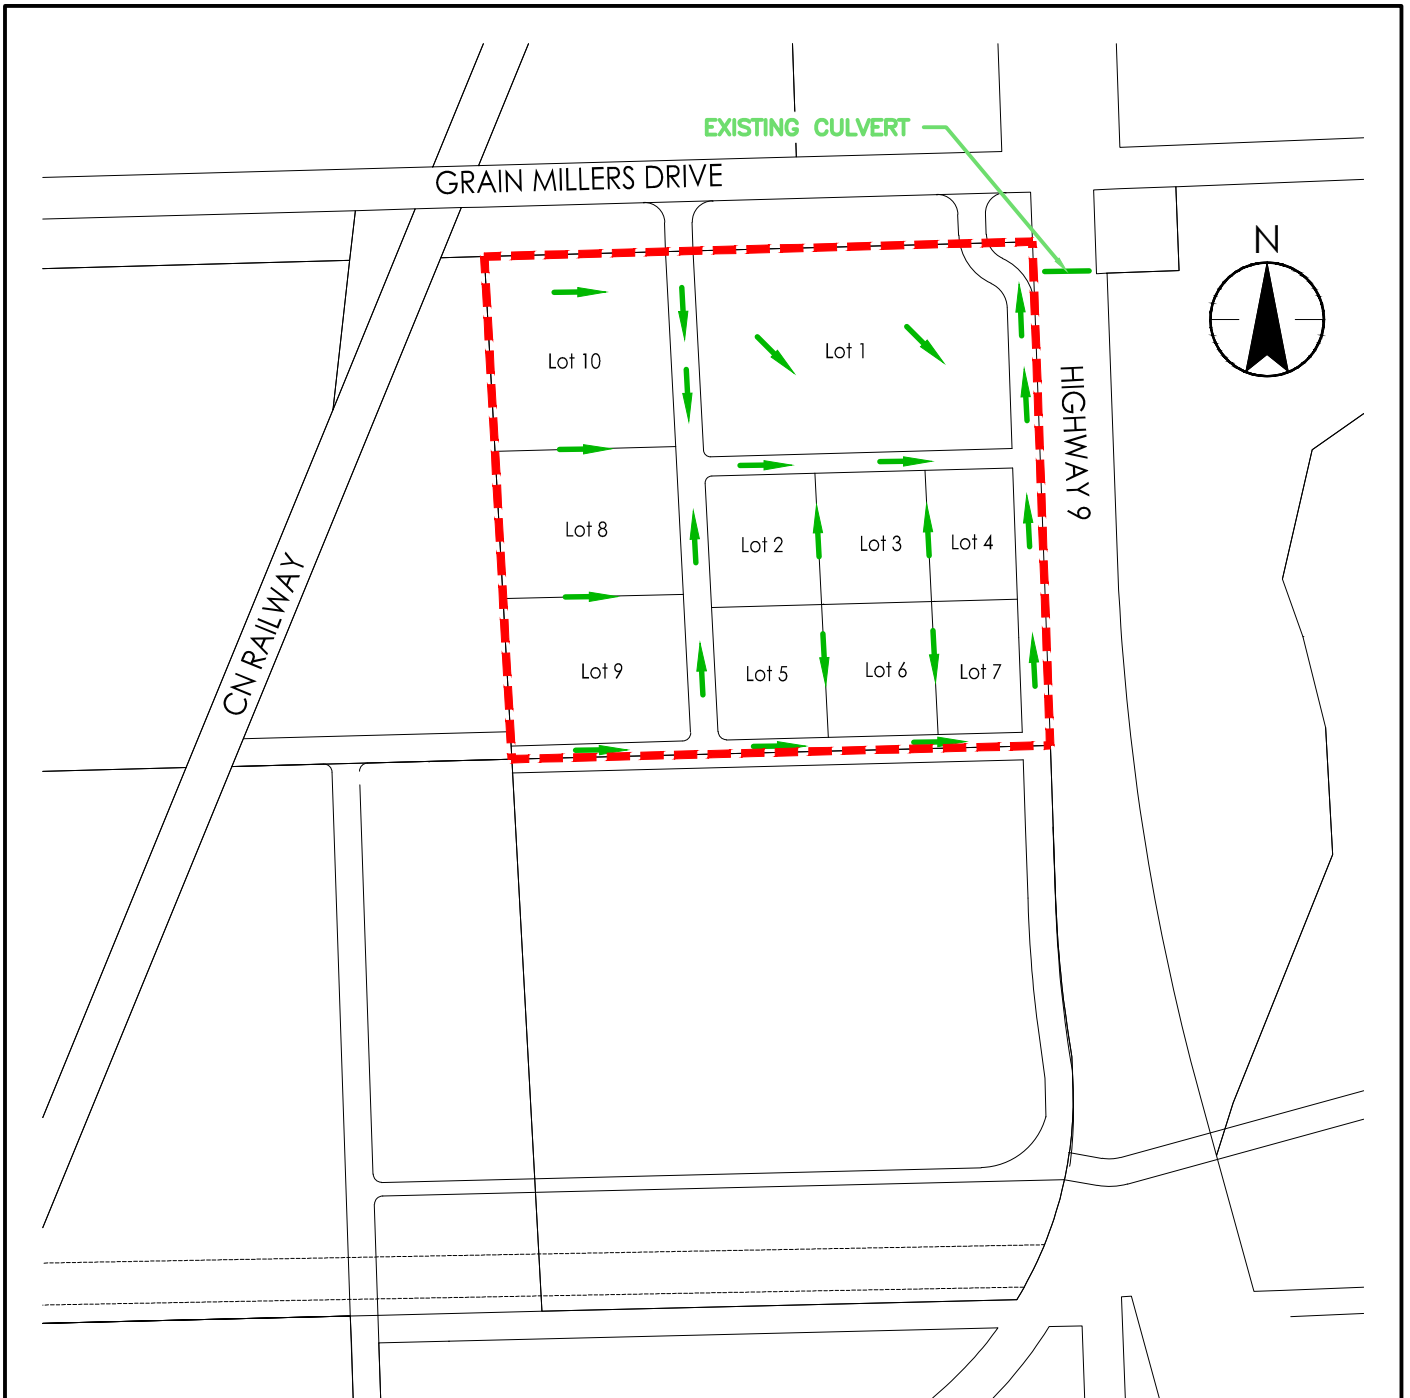 EXISTING CULVERT
GRAIN MILLERS DRIVE
N
Lot 10
Lot 1
HIGHWAY 9
Lot 8
Lot 2
Lot 3
Lot 4
CN RAILWAY
Lot 9
Lot 5
Lot 6
Lot 7